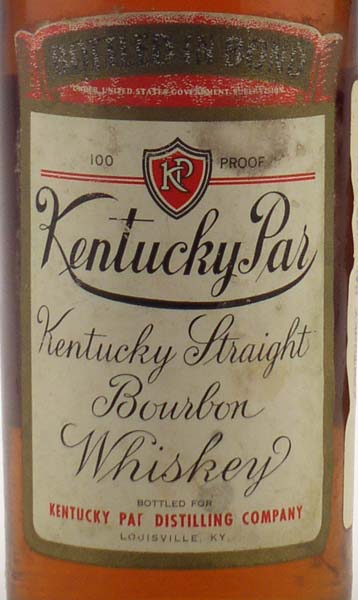 BOTTLED IN BOND
UNDER UNITED STATES GOVERNMENT SUPERVISION
100 PROOF
KP
Kentucky Par
Kentucky Straight
Bourbon
Whiskey
BOTTLED FOR
KENTUCKY PAR DISTILLING COMPANY
LOUISVILLE, KY.